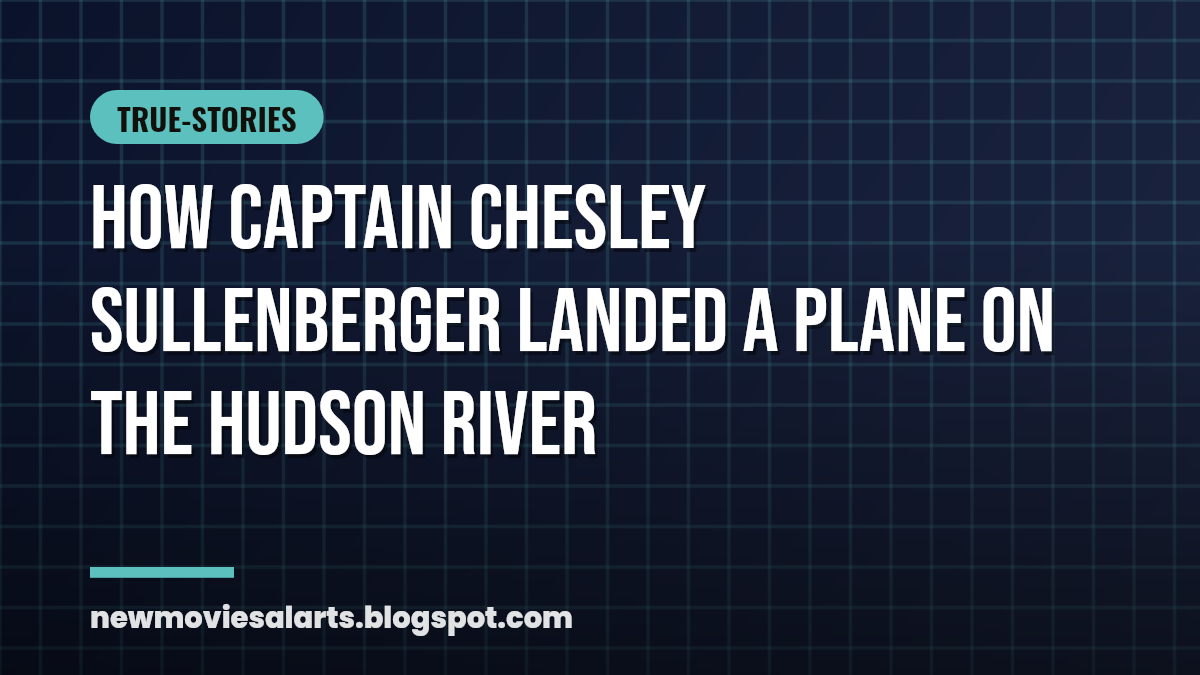 TRUE-STORIES
HOW CAPTAIN CHESLEY
SULLENBERGER LANDED A PLANE ON
THE HUDSON RIVER
newmoviesalarts.blogspot.com